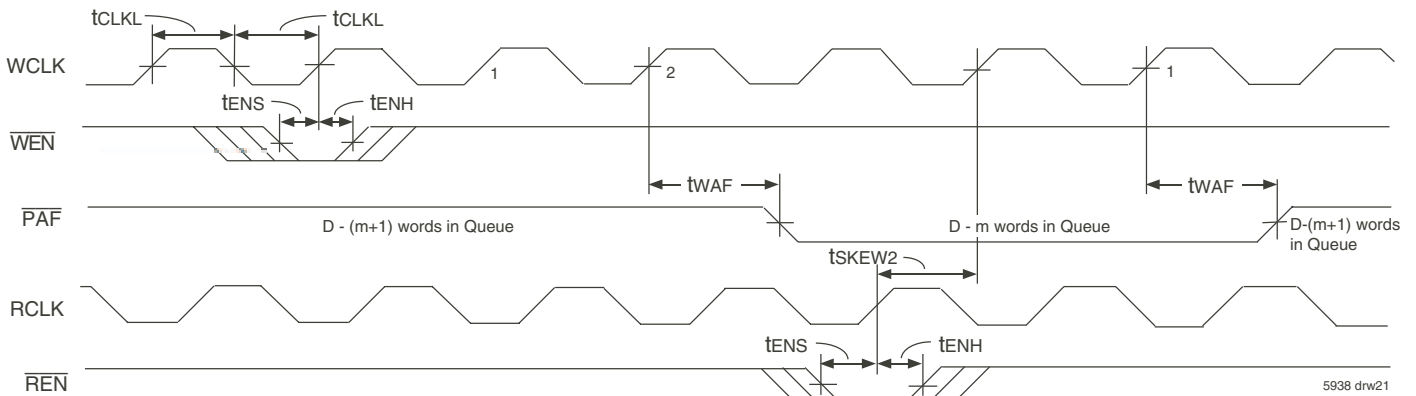 tCLKL tCLKL
WCLK 1 2 1
tENS tENH
WEN
tWAF tWAF
PAF D - (m+1) words in Queue D - m words in Queue D-(m+1) words
in Queue
tSKEW2
RCLK
tENS tENH
REN
5938 drw21